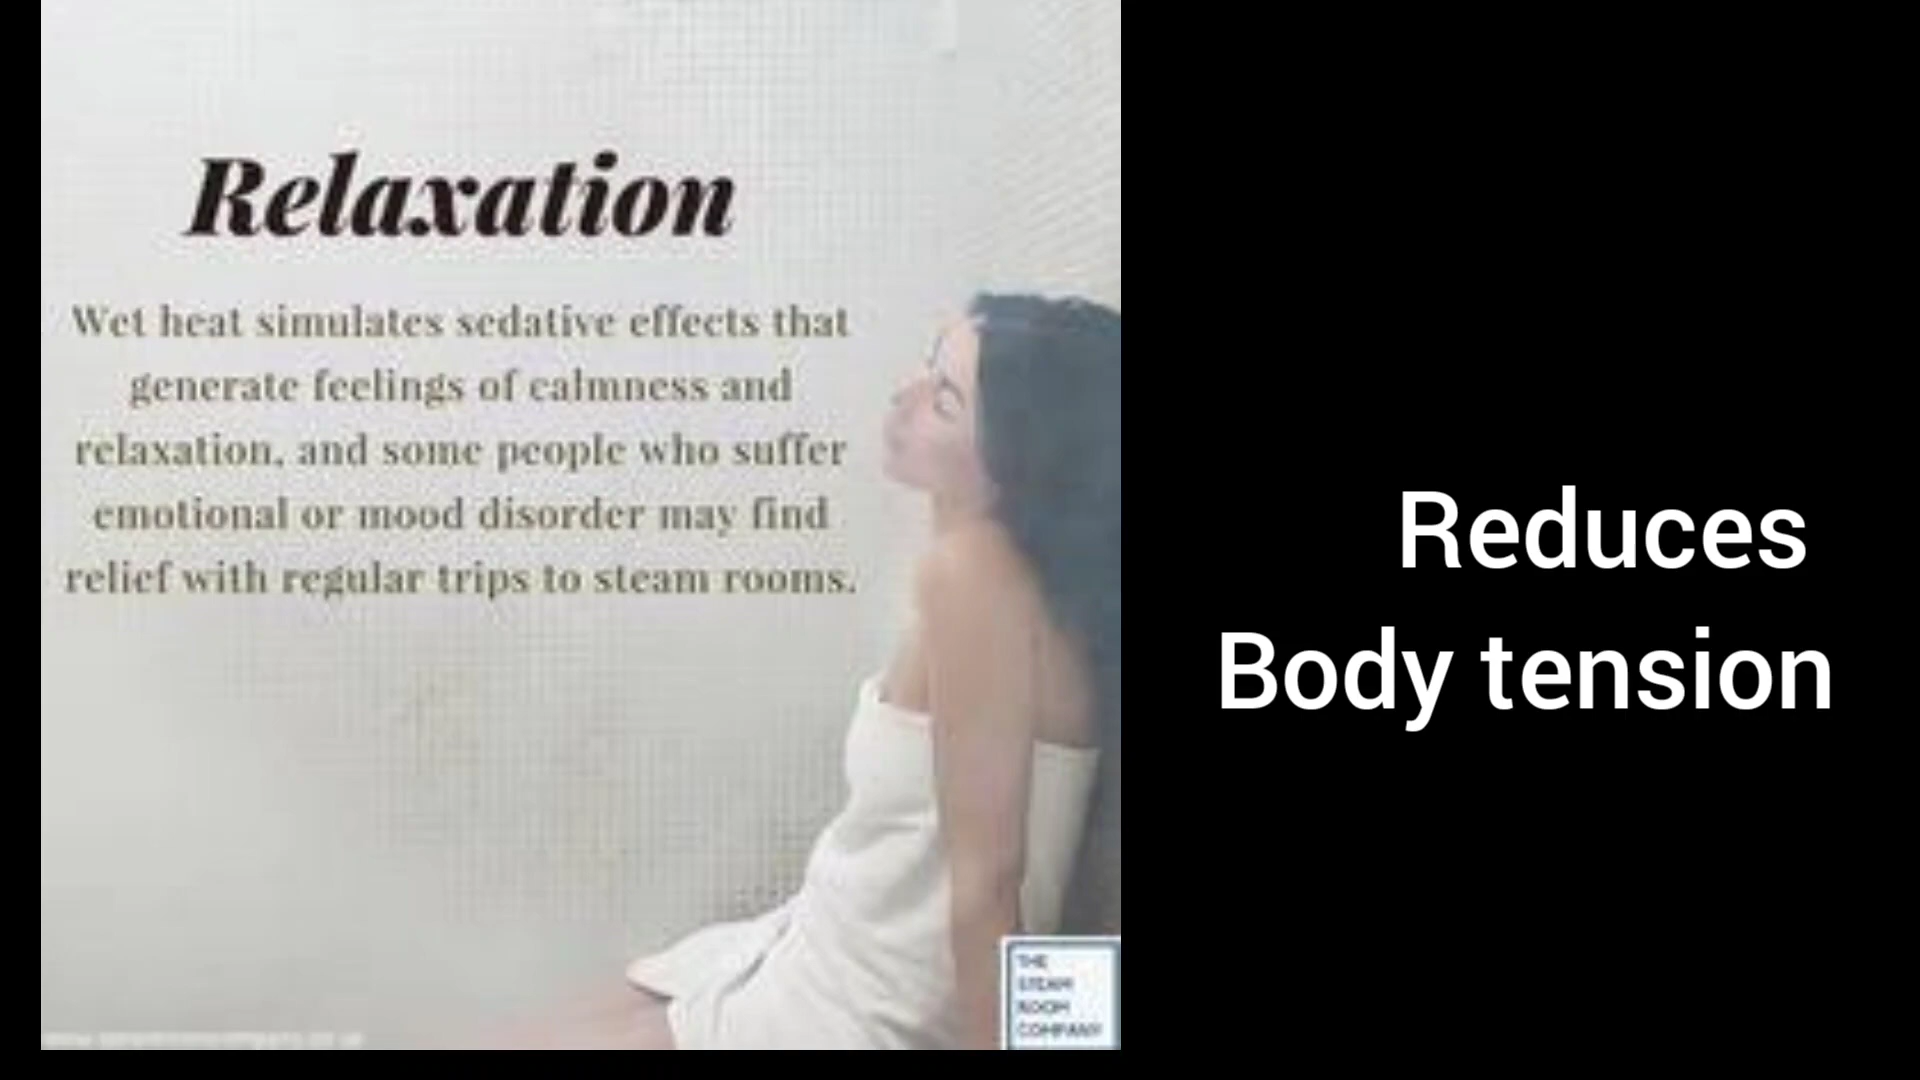 Relaxation
Wet heat simulates sedative effects that
generate feelings of calmness and
relaxation, and some people who suffer
emotional or mood disorder may find
relief with regular trips to steam rooms.
THE
STEAM
ROOM
COMPANY
Reduces
Body tension